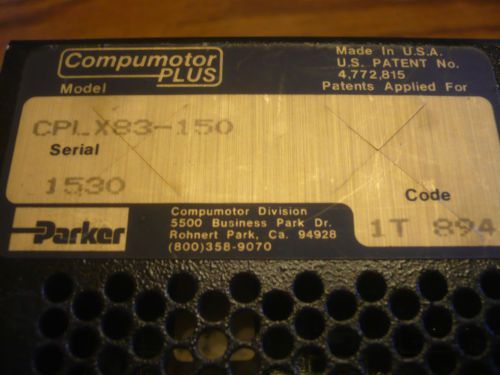 Compumotor
PLUS
Made in U.S.A.
U.S. PATENT No.
4,772,815
Patents Applied For
Model
CPLX83-150
Serial
1530
Code
1T 894
Parker
Compumotor Division
5500 Business Park Dr.
Rohnert Park, Ca. 94928
(800)358-9070